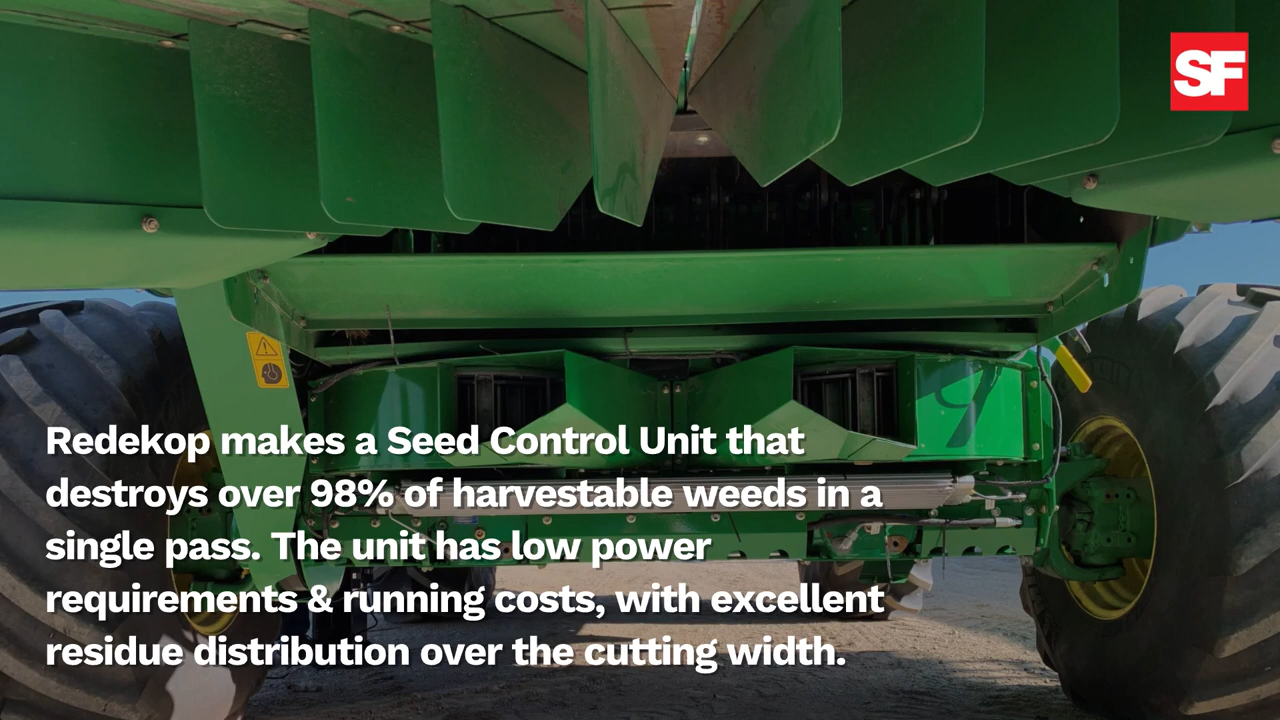 SF
Redekop makes a Seed Control Unit that
destroys over 98% of harvestable weeds in a
single pass. The unit has low power
requirements & running costs, with excellent
residue distribution over the cutting width.